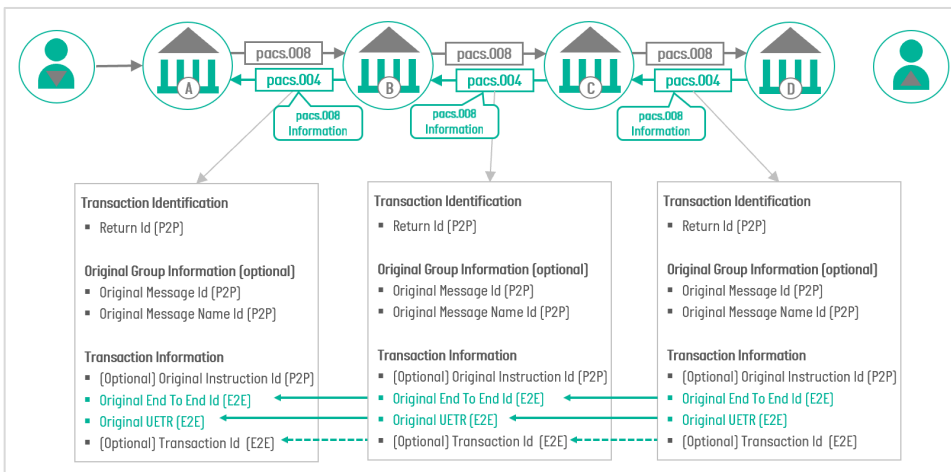 pacs.008
pacs.008
pacs.008
pacs.004
pacs.004
pacs.004
A
B
C
D
pacs.008
Information
pacs.008
Information
pacs.008
Information
Transaction Identification
▪ Return Id (P2P)
Original Group Information (optional)
▪ Original Message Id (P2P)
▪ Original Message Name Id (P2P)
Transaction Information
▪ (Optional) Original Instruction Id (P2P)
▪ Original End To End Id (E2E)
▪ Original UETR (E2E)
▪ (Optional) Transaction Id (E2E)
Transaction Identification
▪ Return Id (P2P)
Original Group Information (optional)
▪ Original Message Id (P2P)
▪ Original Message Name Id (P2P)
Transaction Information
▪ (Optional) Original Instruction Id (P2P)
▪ Original End To End Id (E2E)
▪ Original UETR (E2E)
▪ (Optional) Transaction Id (E2E)
Transaction Identification
▪ Return Id (P2P)
Original Group Information (optional)
▪ Original Message Id (P2P)
▪ Original Message Name Id (P2P)
Transaction Information
▪ (Optional) Original Instruction Id (P2P)
▪ Original End To End Id (E2E)
▪ Original UETR (E2E)
▪ (Optional) Transaction Id (E2E)